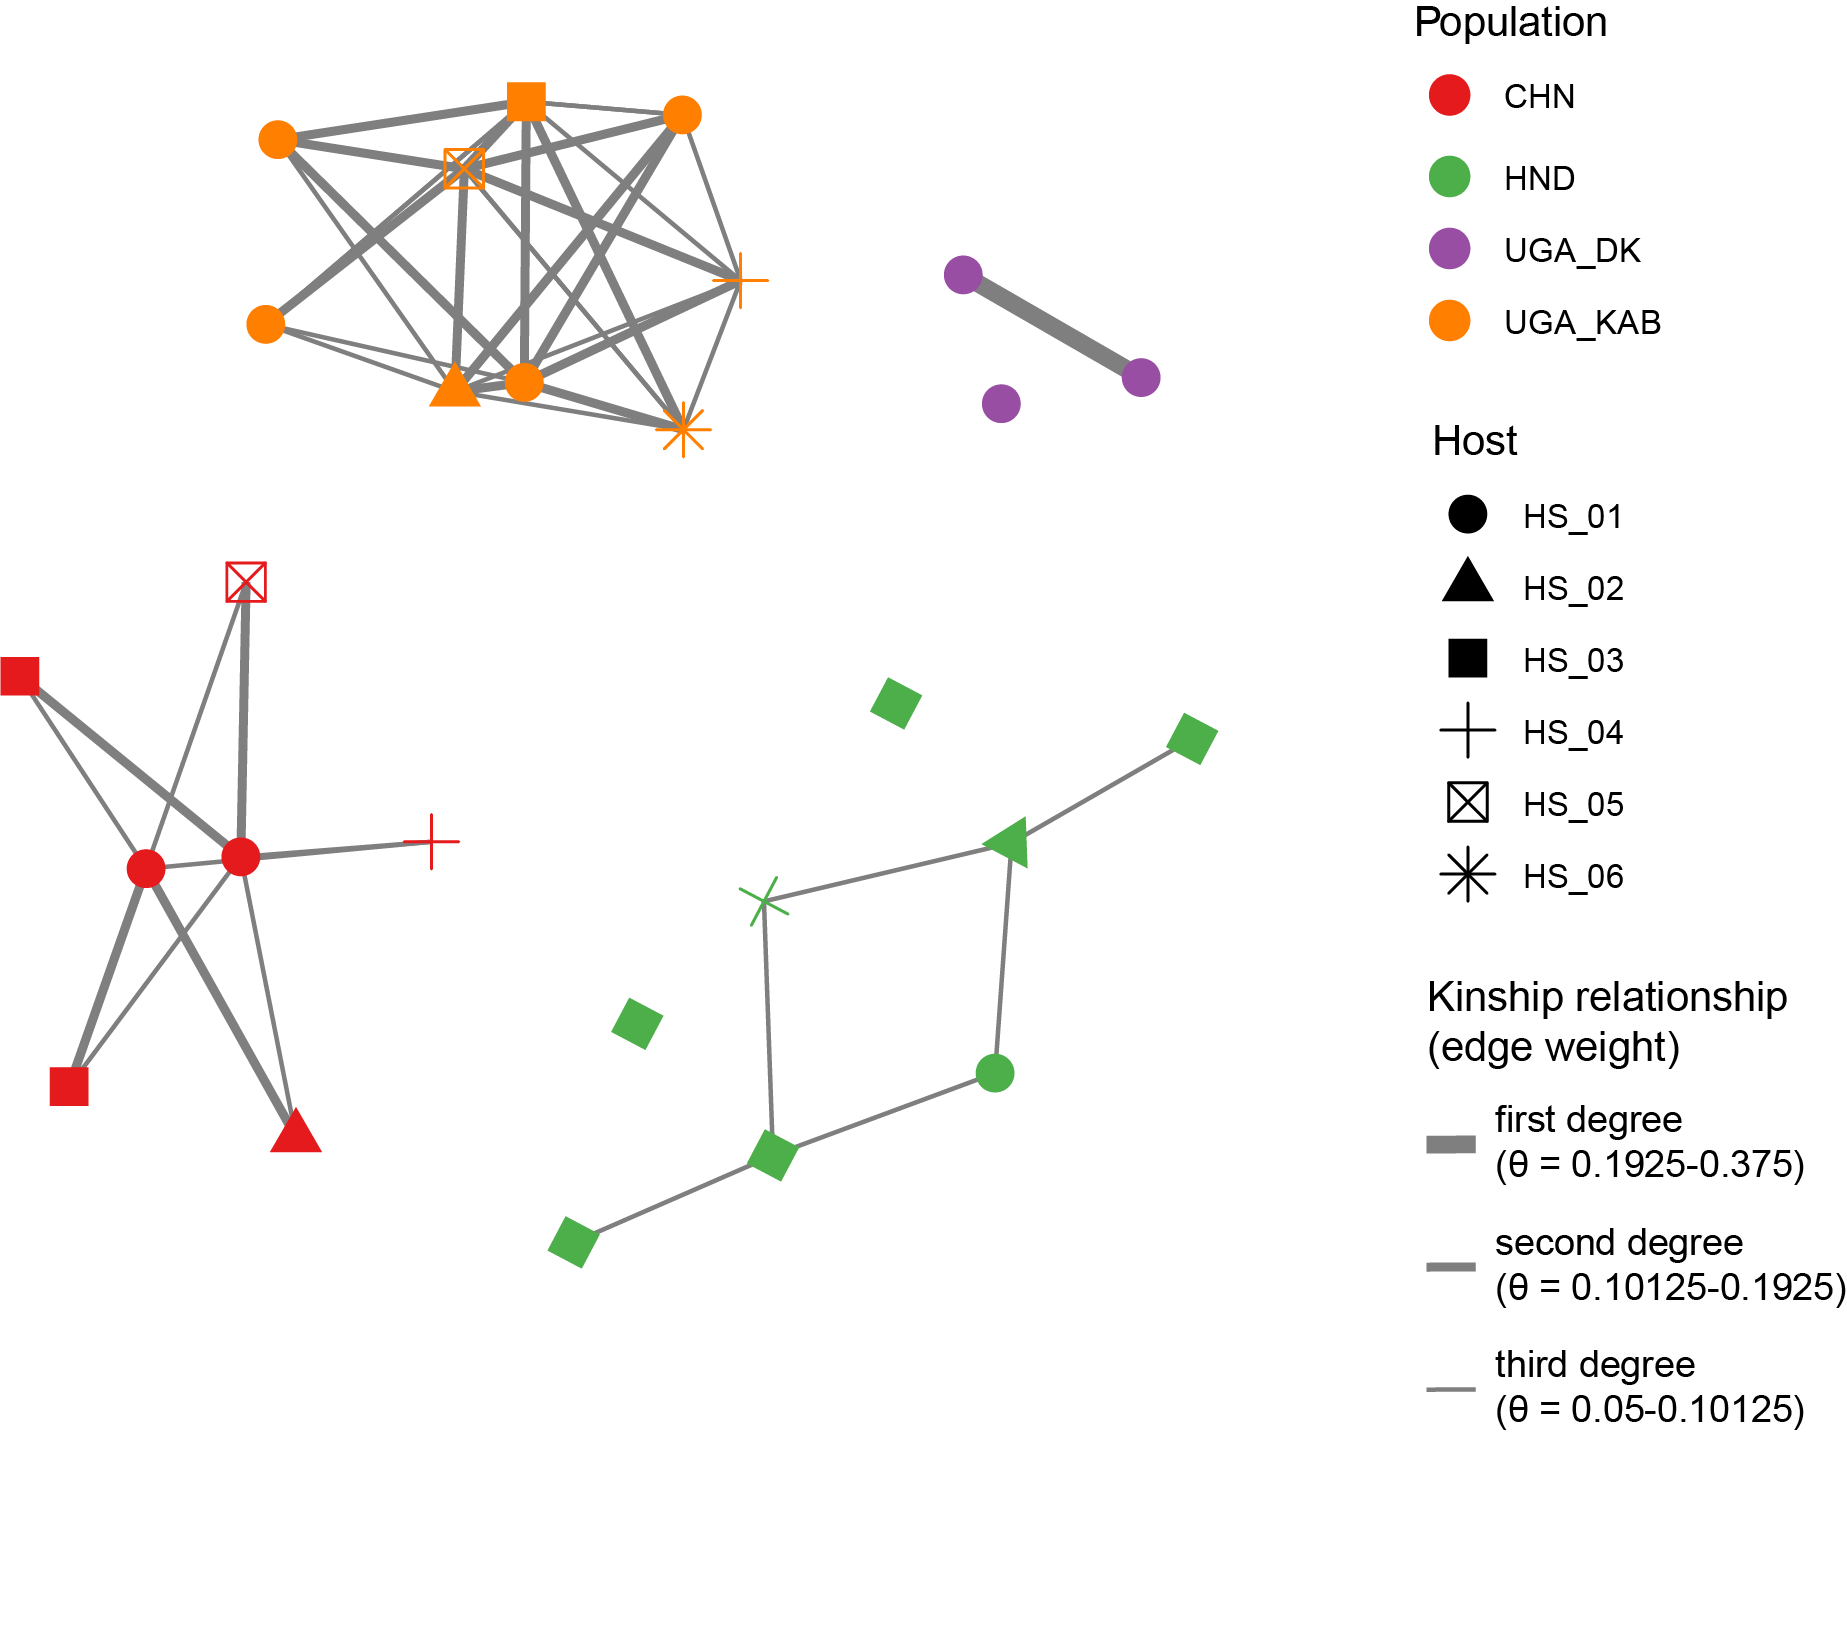 Population
CHN
HND
UGA_DK
UGA_KAB
Host
HS_01
HS_02
HS_03
HS_04
HS_05
HS_06
Kinship relationship
(edge weight)
first degree
(θ = 0.1925-0.375)
second degree
(θ = 0.10125-0.1925)
third degree
(θ = 0.05-0.10125)